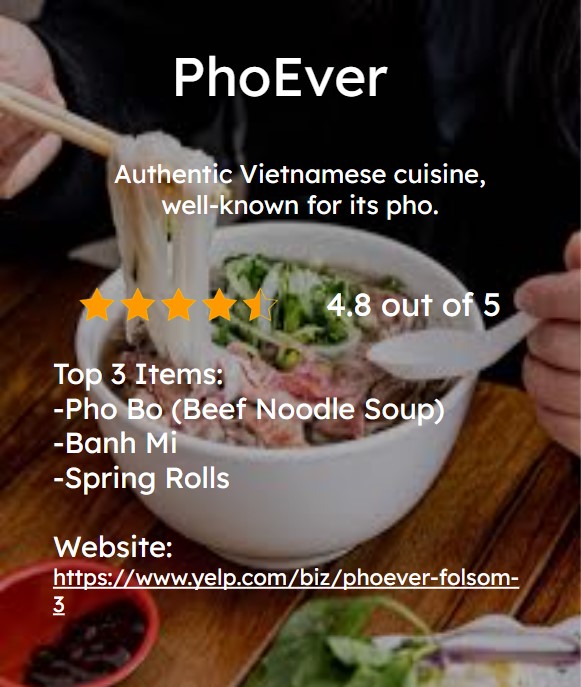 PhoEver
Authentic Vietnamese cuisine,
well-known for its pho.
4.8 out of 5
Top 3 Items:
-Pho Bo (Beef Noodle Soup)
-Banh Mi
-Spring Rolls
Website:
https://www.yelp.com/biz/phoever-folsom-
3